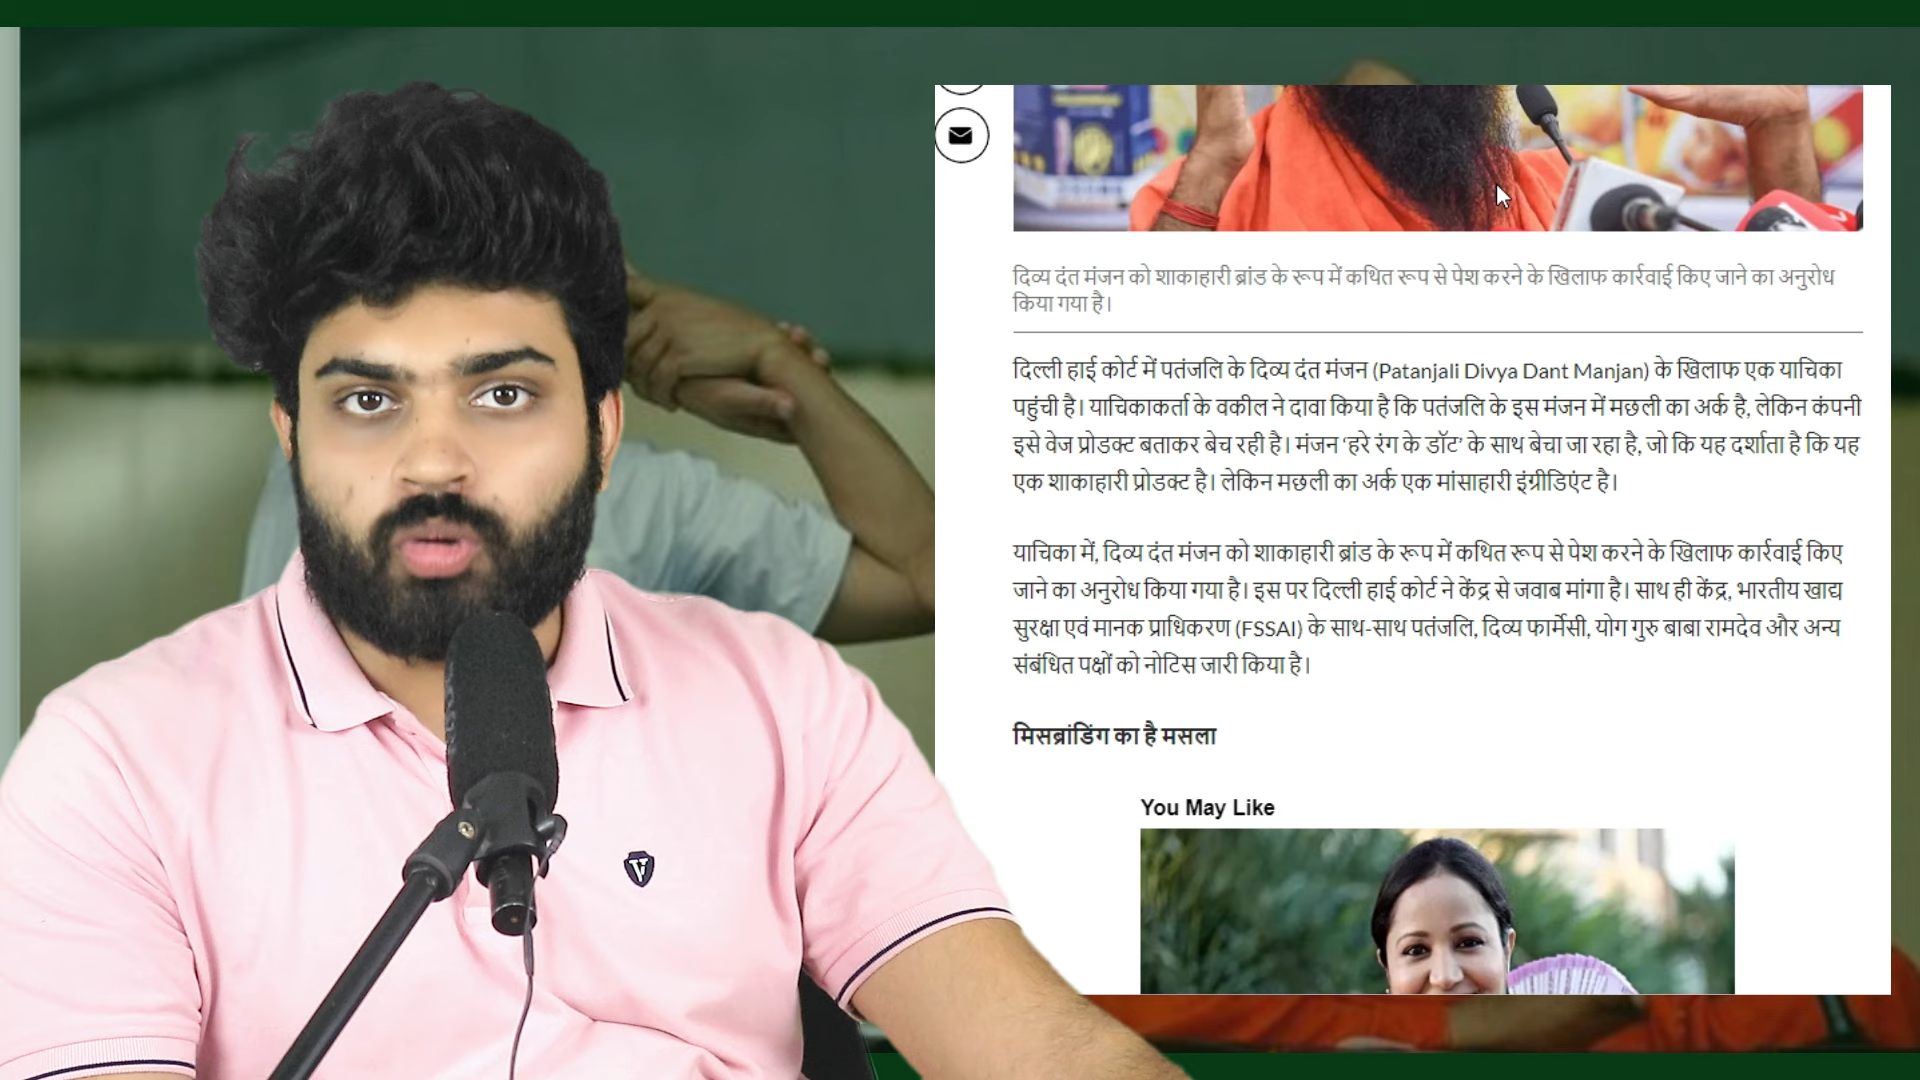 दिव्य दंत मंजन को शाकाहारी ब्रांड के रूप में कथित रूप से पेश करने के खिलाफ कार्रवाई किए जाने का अनुरोध
किया गया है।
दिल्ली हाई कोर्ट में पतंजलि के दिव्य दंत मंजन (Patanjali Divya Dant Manjan) के खिलाफ एक याचिका
पहुंची है। याचिकाकर्ता के वकील ने दावा किया है कि पतंजलि के इस मंजन में मछली का अर्क है, लेकिन कंपनी
इसे वेज प्रोडक्ट बताकर बेच रही है। मंजन ‘हरे रंग के डॉट’ के साथ बेचा जा रहा है, जो कि यह दर्शाता है कि यह
एक शाकाहारी प्रोडक्ट है। लेकिन मछली का अर्क एक मांसाहारी इंग्रीडिएंट है।
याचिका में, दिव्य दंत मंजन को शाकाहारी ब्रांड के रूप में कथित रूप से पेश करने के खिलाफ कार्रवाई किए
जाने का अनुरोध किया गया है। इस पर दिल्ली हाई कोर्ट ने केंद्र से जवाब मांगा है। साथ ही केंद्र, भारतीय खाद्य
सुरक्षा एवं मानक प्राधिकरण (FSSAI) के साथ-साथ पतंजलि, दिव्य फार्मेसी, योग गुरु बाबा रामदेव और अन्य
संबंधित पक्षों को नोटिस जारी किया है।
मिसब्रांडिंग का है मसला
You May Like